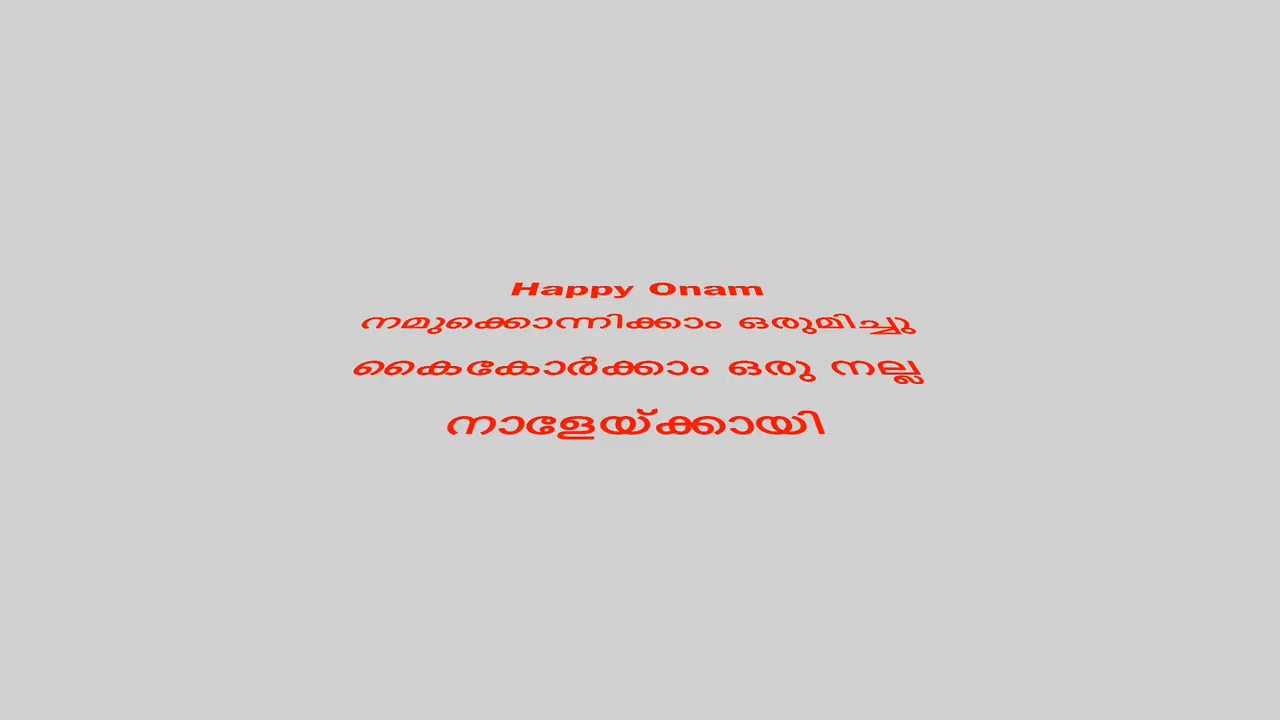 Happy Onam
നമുക്കൊന്നിക്കാം ഒരുമിച്ചു
കൈകോർക്കാം ഒരു നല്ല
നാളേയ്ക്കായി